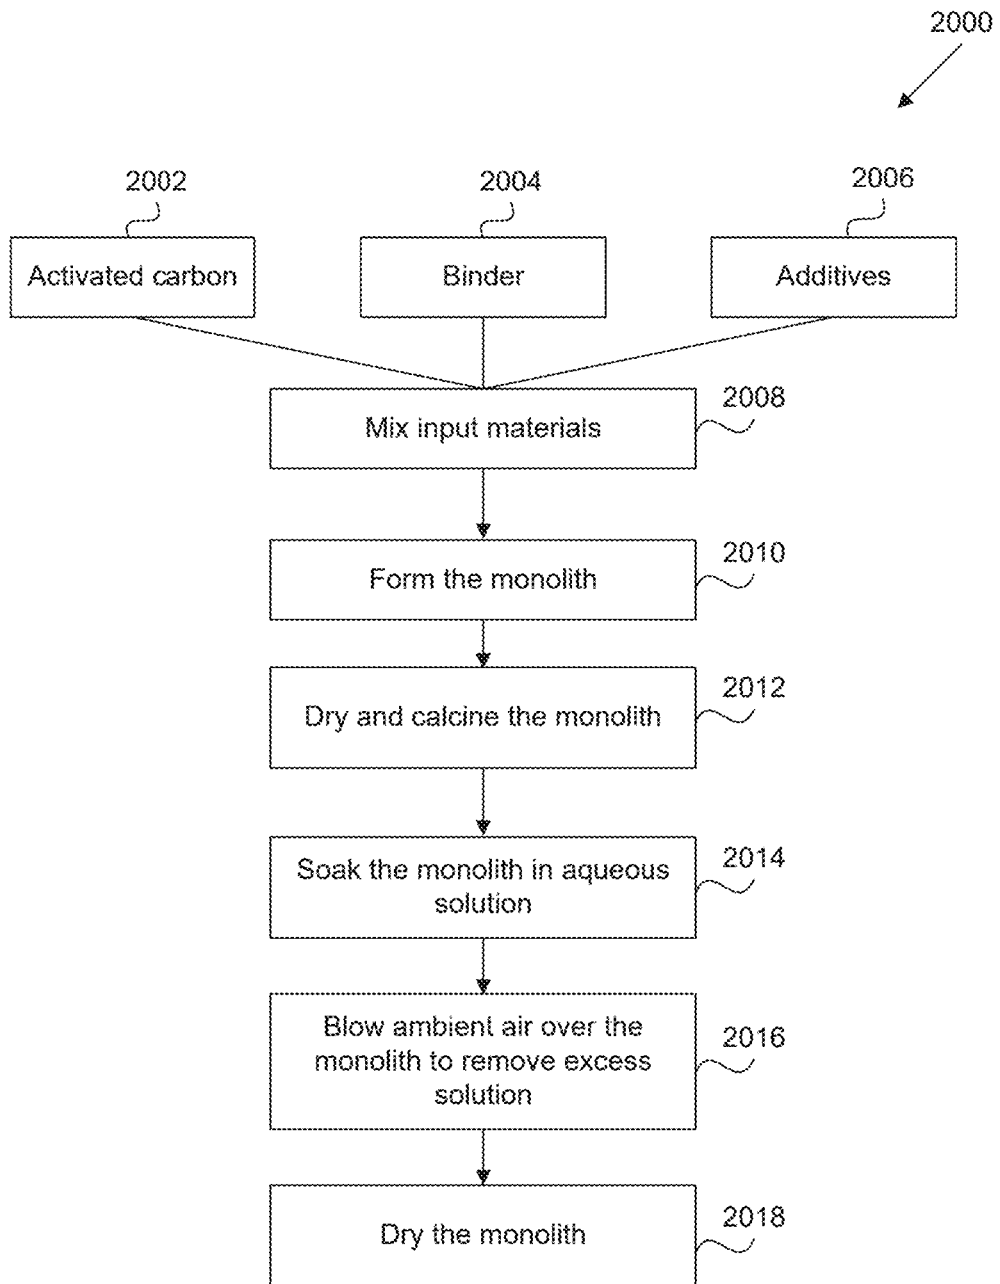 2000
2002
2004
2006
Activated carbon
Binder
Additives
Mix input materials
2008
Form the monolith
2010
Dry and calcine the monolith
2012
Soak the monolith in aqueous
solution
2014
Blow ambient air over the
monolith to remove excess
solution
2016
Dry the monolith
2018